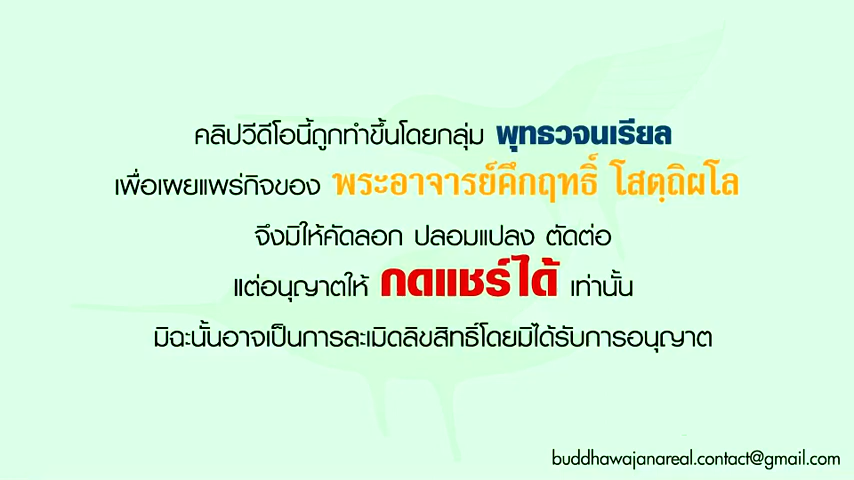 คลิปวีดีโอนี้ถูกทำขึ้นโดยกลุ่ม พุทธวจนเรียล
เพื่อเผยแพร่กิจของ พระอาจารย์คึกฤทธิ์ โสตฺถิผโล
จึงมิให้คัดลอก ปลอมแปลง ตัดต่อ
แต่อนุญาตให้ กดแชร์ได้ เท่านั้น
มิฉะนั้นอาจเป็นการละเมิดลิขสิทธิ์โดยมิได้รับการอนุญาต
buddhawajanareal.contact@gmail.com